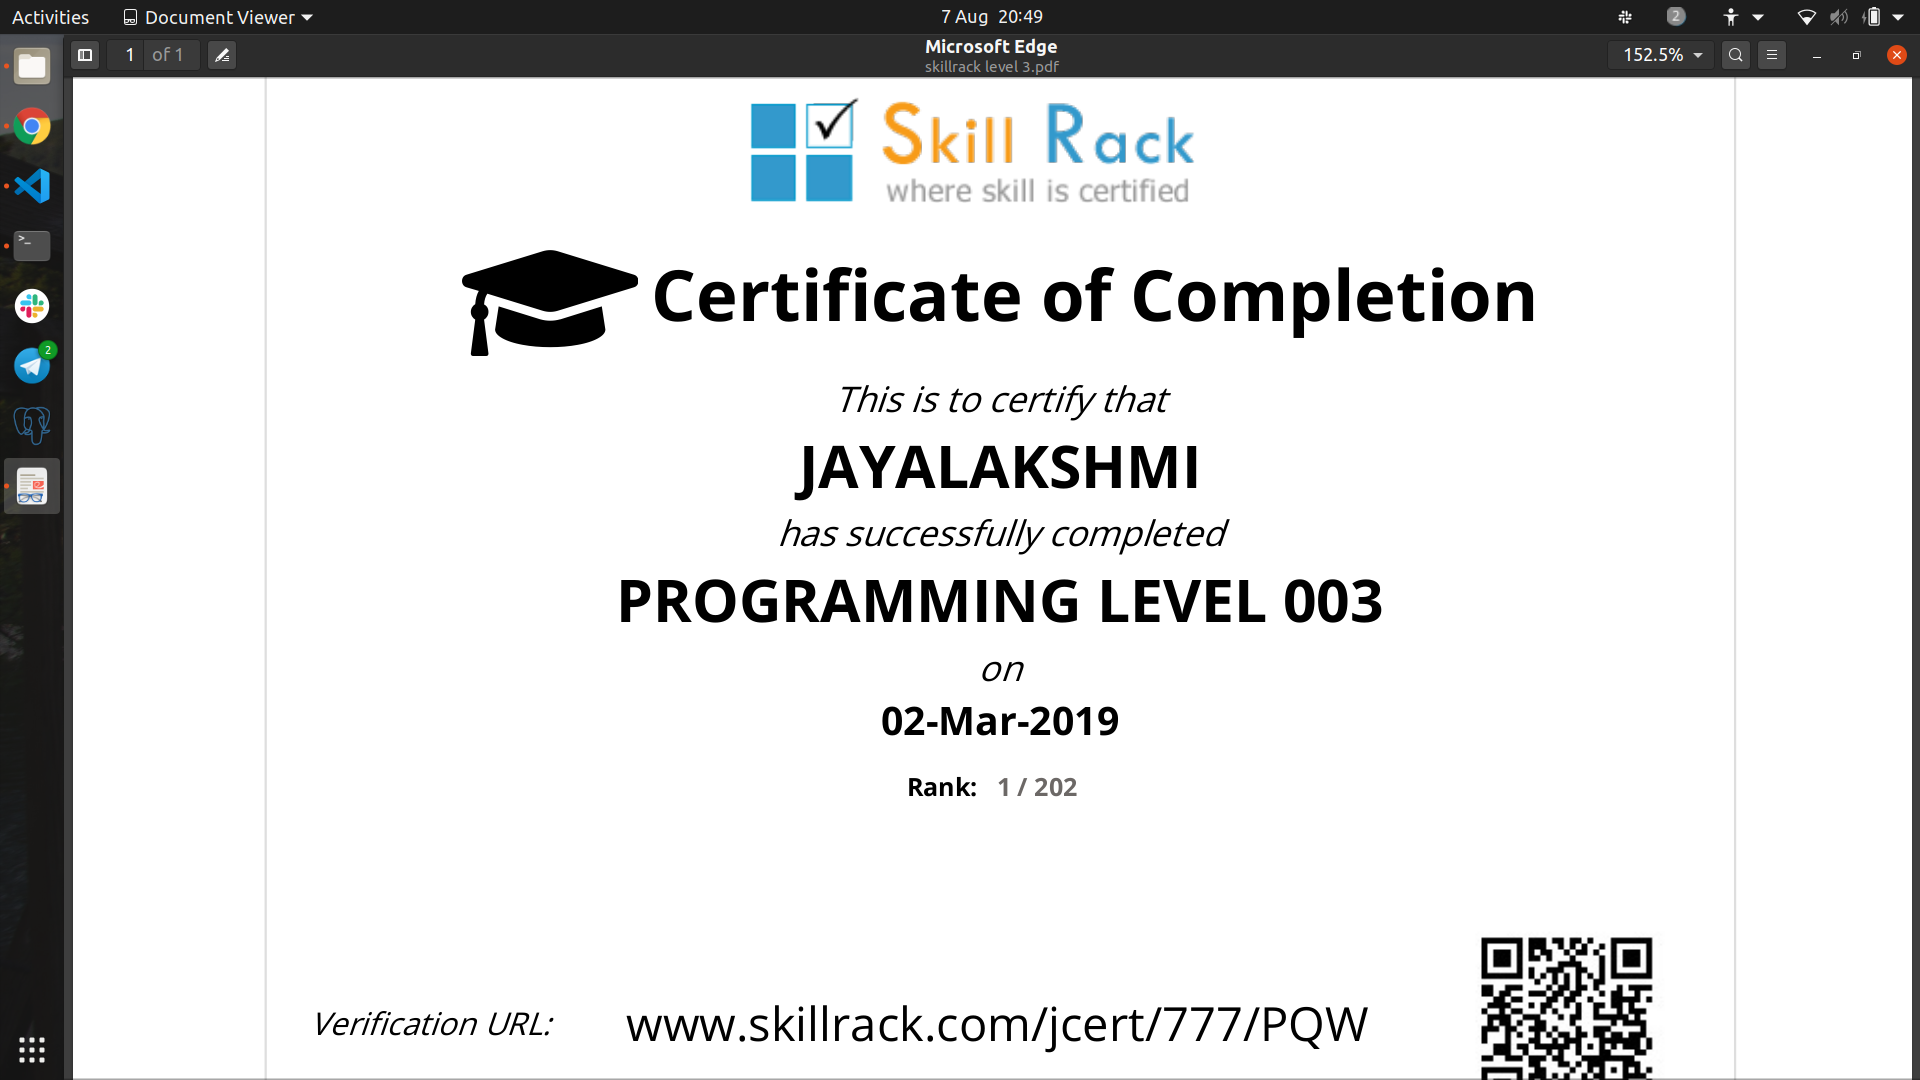 Activities Document Viewer 7 Aug 20:49 2
1 of 1 Microsoft Edge 152.5%
skillrack level 3.pdf
Skill Rack
where skill is certified
Certificate of Completion
This is to certify that
JAYALAKSHMI
has successfully completed
PROGRAMMING LEVEL 003
on
02-Mar-2019
Rank: 1 / 202
2
Verification URL: www.skillrack.com/jcert/777/PQW